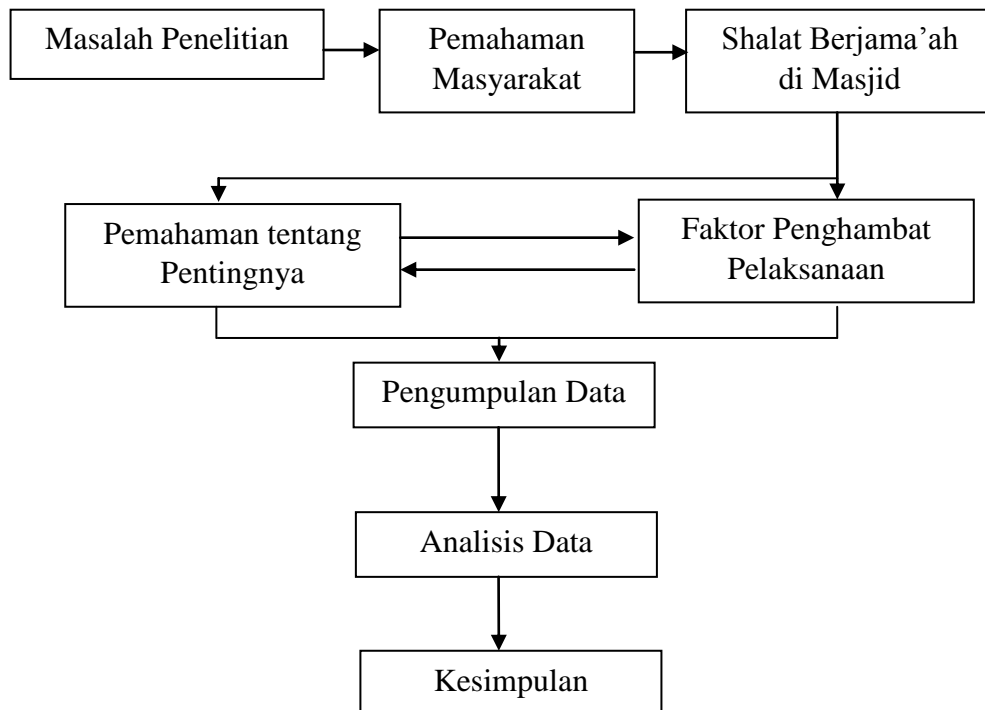 Masalah Penelitian
Pemahaman
Masyarakat
Shalat Berjama’ah
di Masjid
Pemahaman tentang
Pentingnya
Faktor Penghambat
Pelaksanaan
Pengumpulan Data
Analisis Data
Kesimpulan